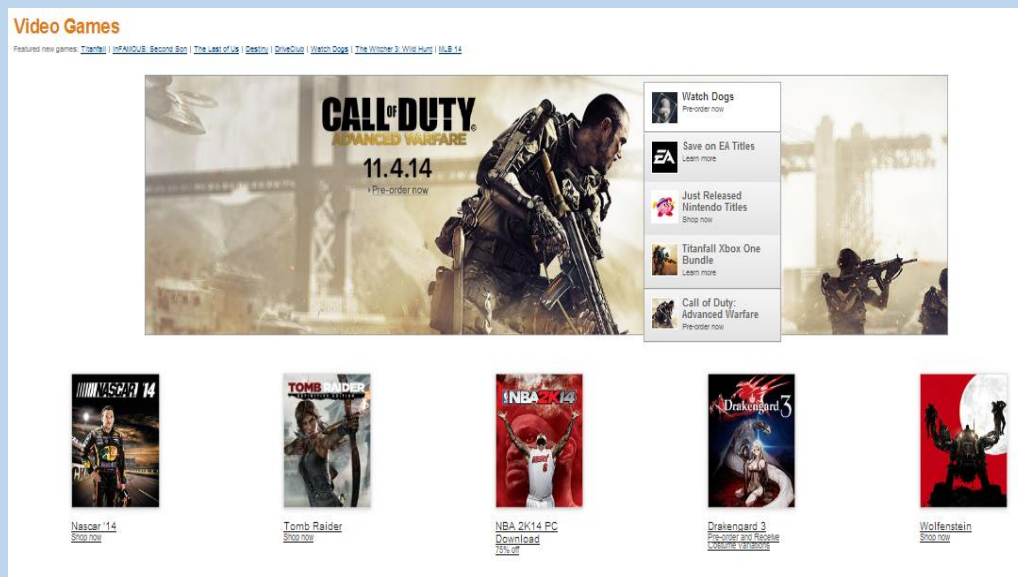 Video Games
Featured new games: Titanfall | inFAMOUS: Second Son | The Last of Us | Destiny | DriveClub | Watch Dogs | The Witcher 3: Wild Hunt | MLB 14
CALL OF DUTY
ADVANCED WARFARE
11.4.14
›Pre-order now
Watch Dogs
Pre-order now
EA
Save on EA Titles
Learn more
Just Released
Nintendo Titles
Shop now
Titanfall Xbox One
Bundle
Learn more
Call of Duty:
Advanced Warfare
Pre-order now
NASCAR '14
TOMB RAIDER
DEFINITIVE EDITION
NBA2K14
Drakengard 3
Nascar '14
Shop now
Tomb Raider
Shop now
NBA 2K14 PC
Download
75% off
Drakengard 3
Pre-order and Receive
Costume Variations
Wolfenstein
Shop now